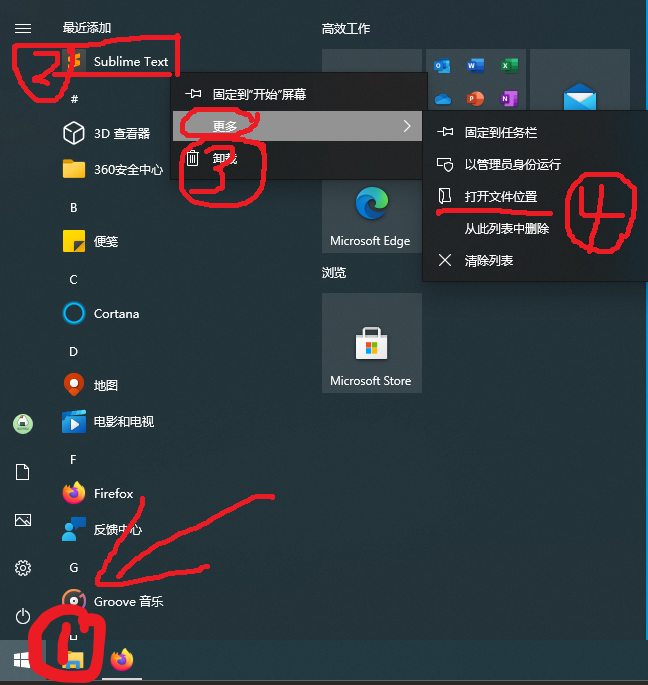 最近添加
高效工作
2
Sublime Text
#
固定到"开始"屏幕
更多
卸载
3
3D 查看器
360安全中心
B
便笺
C
Cortana
D
地图
电影和电视
F
Firefox
反馈中心
G
Groove 音乐
H
1
固定到任务栏
以管理员身份运行
打开文件位置
从此列表中删除
清除列表
4
Microsoft Edge
浏览
Microsoft Store